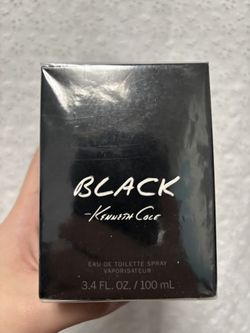 BLACK
-Kenneth Cole
EAU DE TOILETTE SPRAY
VAPORISATEUR
3.4 FL. OZ. / 100 mL